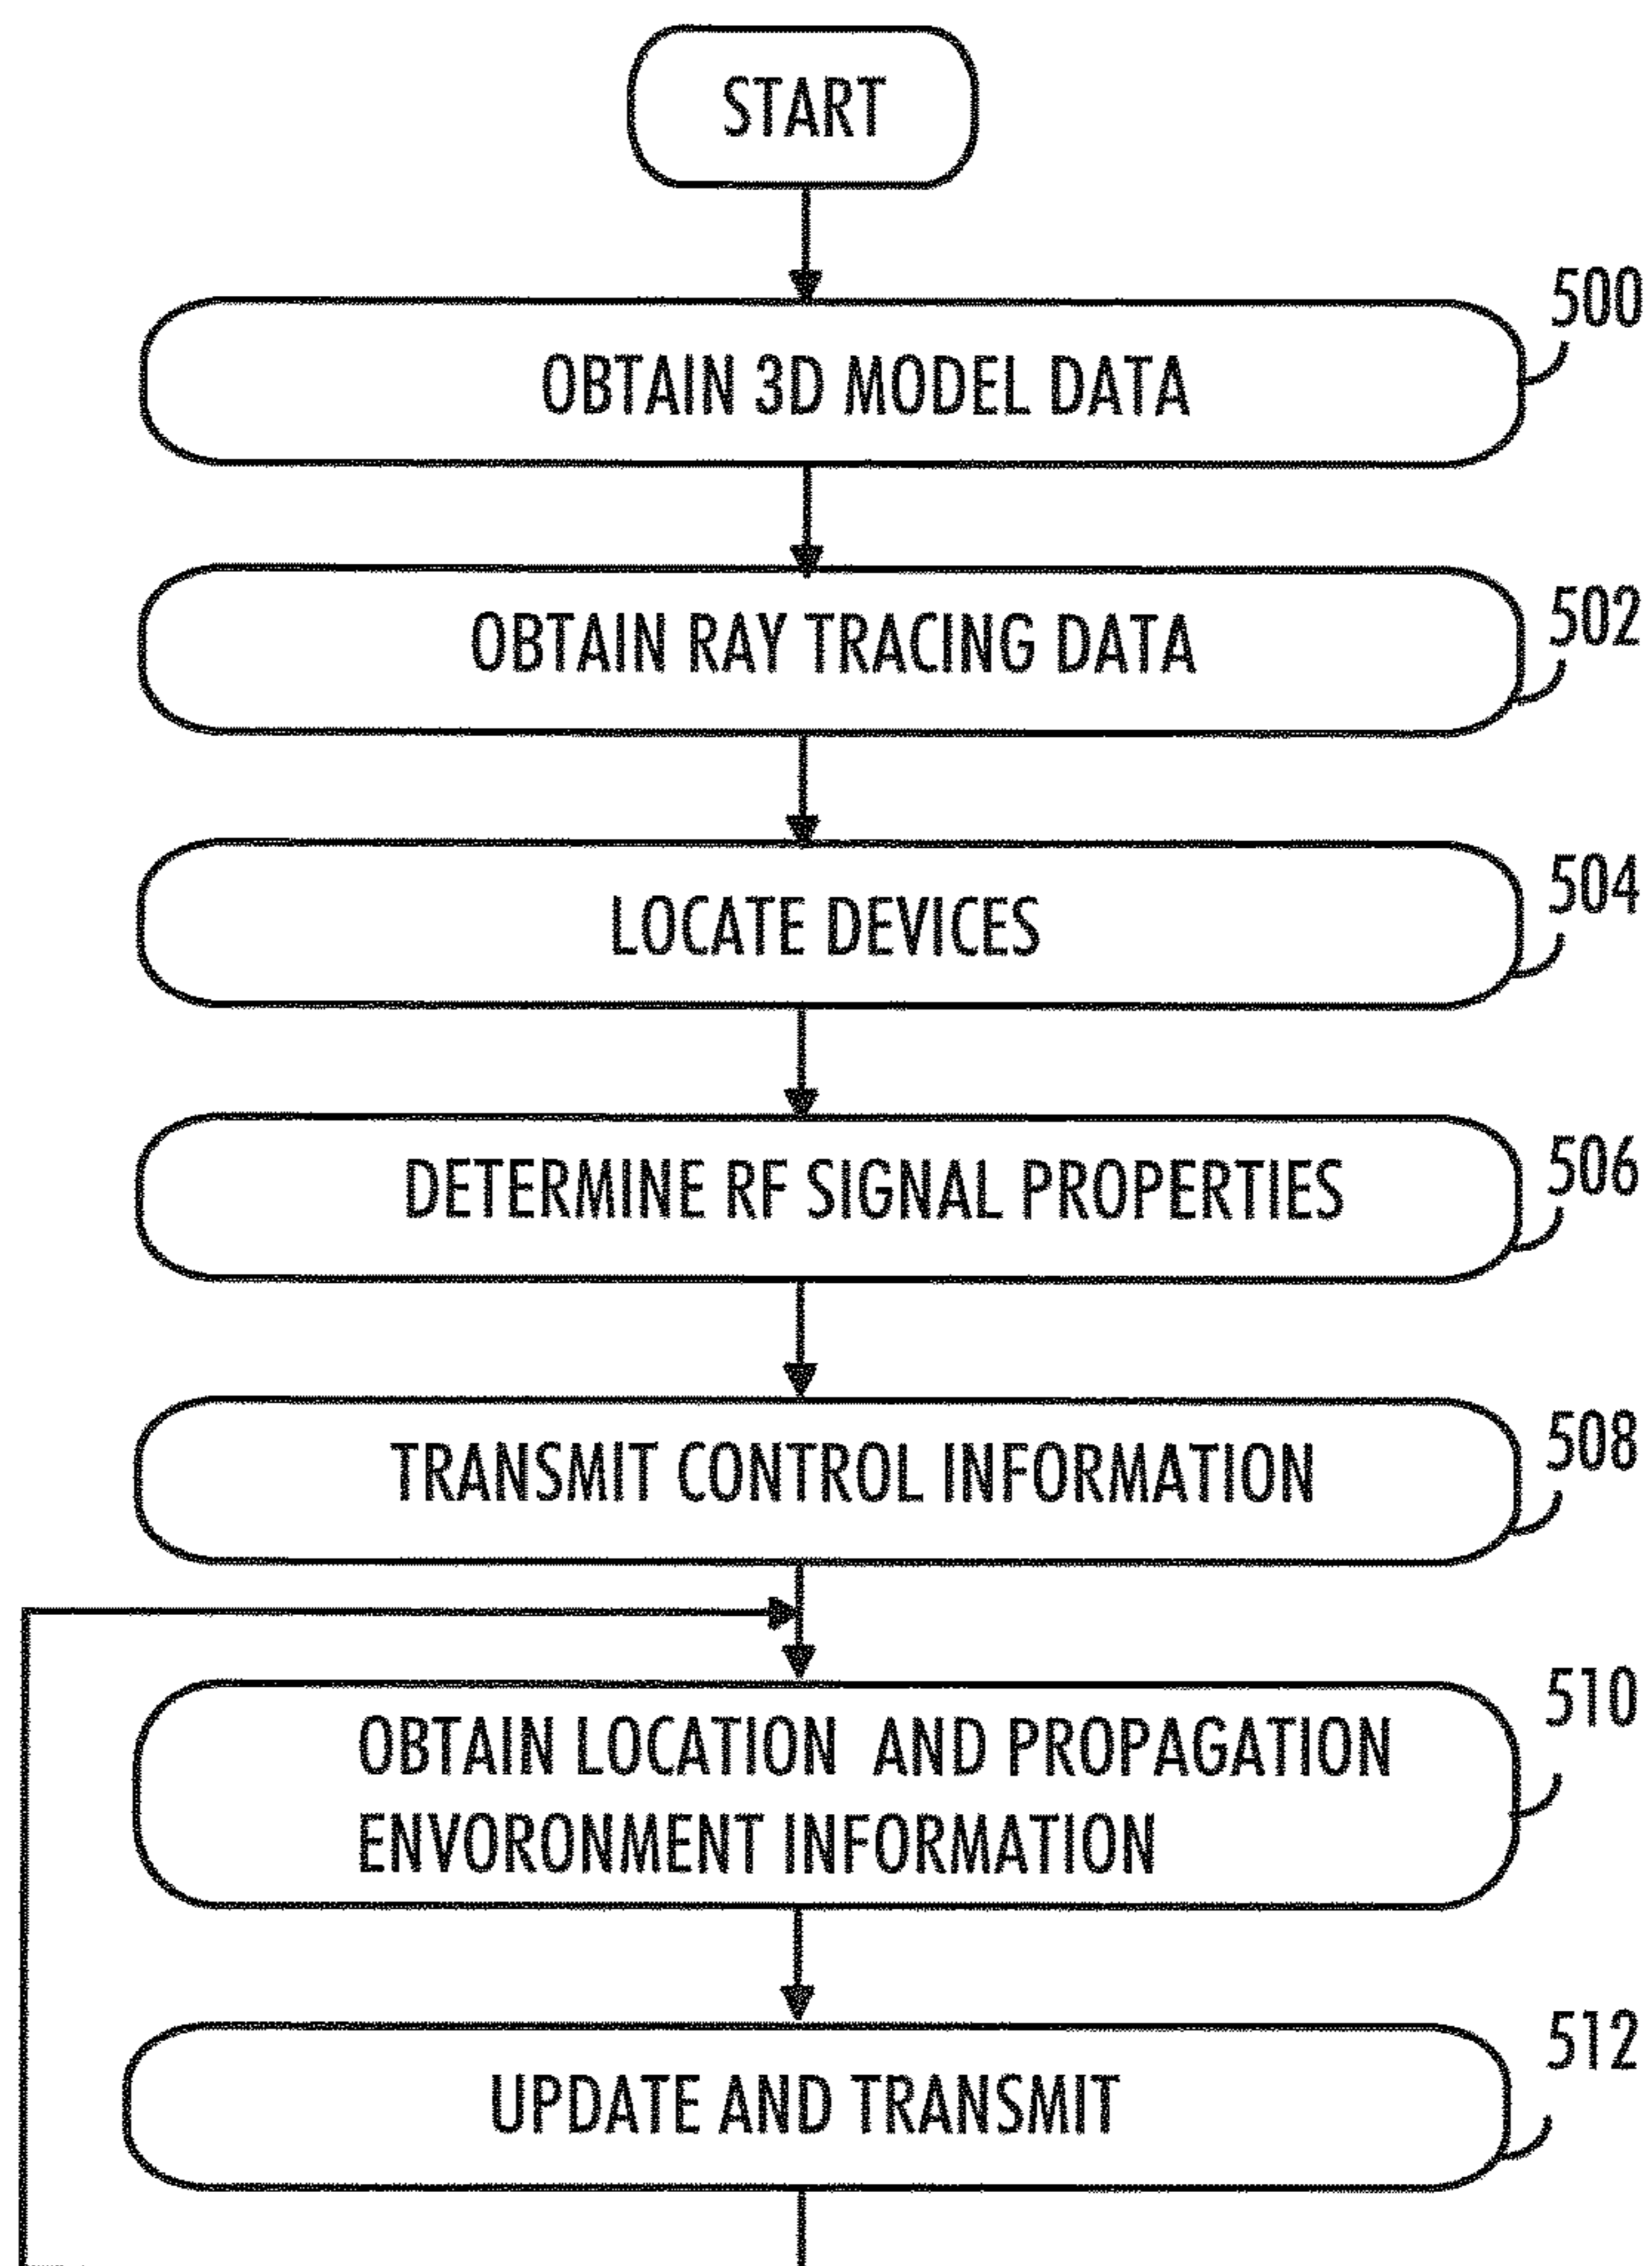 START
500
OBTAIN 3D MODEL DATA
502
OBTAIN RAY TRACING DATA
504
LOCATE DEVICES
506
DETERMINE RF SIGNAL PROPERTIES
508
TRANSMIT CONTROL INFORMATION
510
OBTAIN LOCATION AND PROPAGATION
ENVORONMENT INFORMATION
512
UPDATE AND TRANSMIT